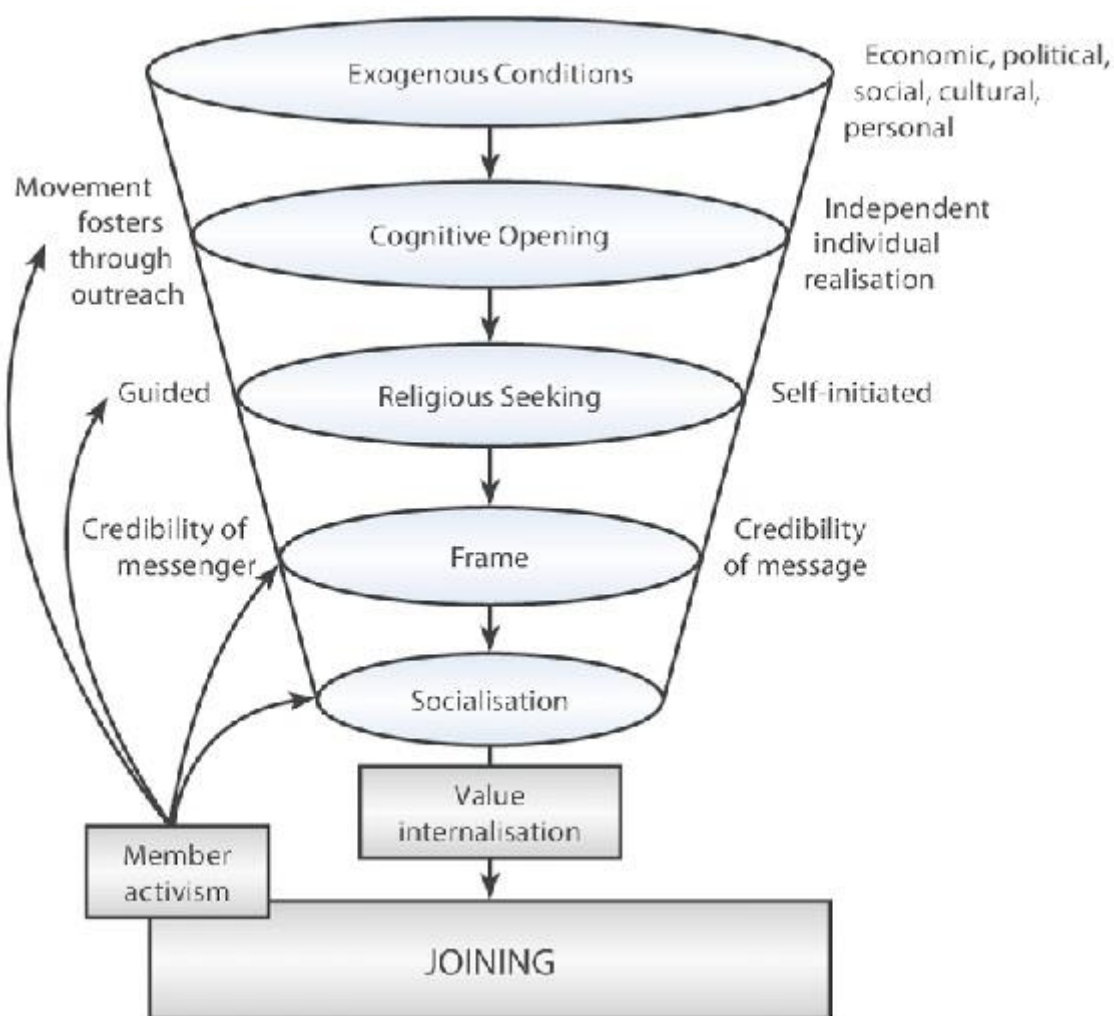 Exogenous Conditions
Economic, political,
social, cultural,
personal
Movement
fosters
through
outreach
Cognitive Opening
Independent
individual
realisation
Guided
Religious Seeking
Self-initiated
Credibility of
messenger
Frame
Credibility
of message
Socialisation
Value
internalisation
Member
activism
JOINING